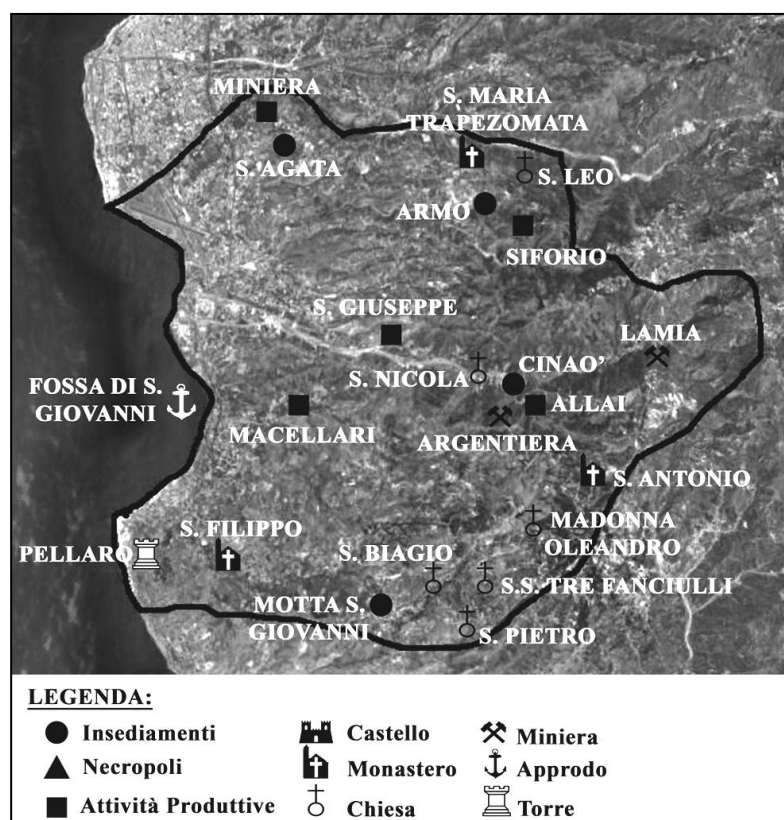 MINIERA
S. MARIA
TRAPEZOMATA
S. AGATA
S. LEO
ARMO
SIFORIO
S. GIUSEPPE
LAMIA
S. NICOLA
CINAO'
FOSSA DI S.
GIOVANNI
ALLAI
MACELLARI
ARGENTIERA
S. ANTONIO
MADONNA
OLEANDRO
S. FILIPPO
PELLARO
S. BIAGIO
S.S. TRE FANCIULLI
MOTTA S.
GIOVANNI
S. PIETRO
LEGENDA:
Insediamenti
Castello
Miniera
Necropoli
Monastero
Approdo
Attività Produttive
Chiesa
Torre